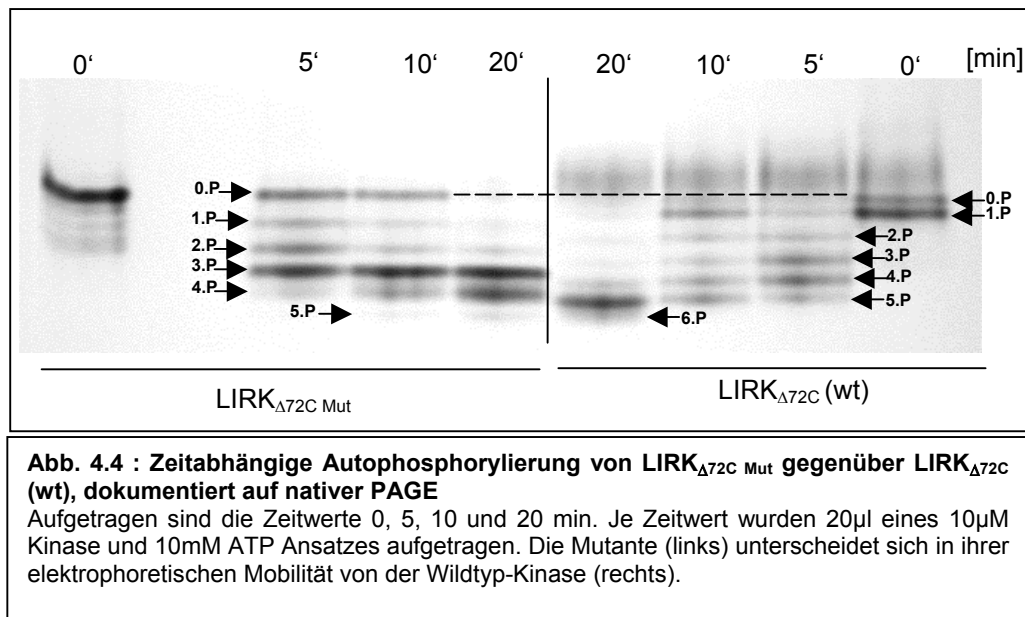 0‘ 5‘ 10‘ 20‘ 20‘ 10‘ 5‘ 0‘ [min]
0.P
1.P
2.P
3.P
4.P
5.P
0.P
1.P
2.P
3.P
4.P
5.P
6.P
LIRKΔ72C Mut
LIRKΔ72C (wt)
Abb. 4.4 : Zeitabhängige Autophosphorylierung von LIRKΔ72C Mut gegenüber LIRKΔ72C
(wt), dokumentiert auf nativer PAGE
Aufgetragen sind die Zeitwerte 0, 5, 10 und 20 min. Je Zeitwert wurden 20µl eines 10µM
Kinase und 10mM ATP Ansatzes aufgetragen. Die Mutante (links) unterscheidet sich in ihrer
elektrophoretischen Mobilität von der Wildtyp-Kinase (rechts).